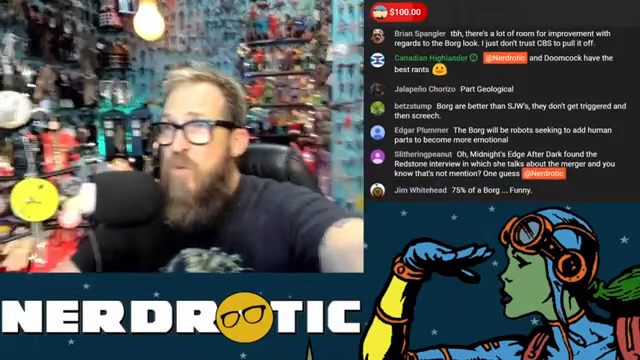 $100.00
Brian Spangler tbh, there's a lot of room for improvement with
regards to the Borg look. I just don't trust CBS to pull it off.
Canadian Highlander @Nerdrotic and Doomcock have the
best rants
Jalapeño Chorizo Part Geological
betzstump Borg are better than SJW's, they don't get triggered and
then screech.
Edgar Plummer The Borg will be robots seeking to add human
parts to become more emotional
Slitheringpeanut Oh, Midnight's Edge After Dark found the
Redstone interview in which she talks about the merger and you
know that's not mention? One guess @Nerdrotic
Jim Whitehead 75% of a Borg ... Funny.
NERDROTIC